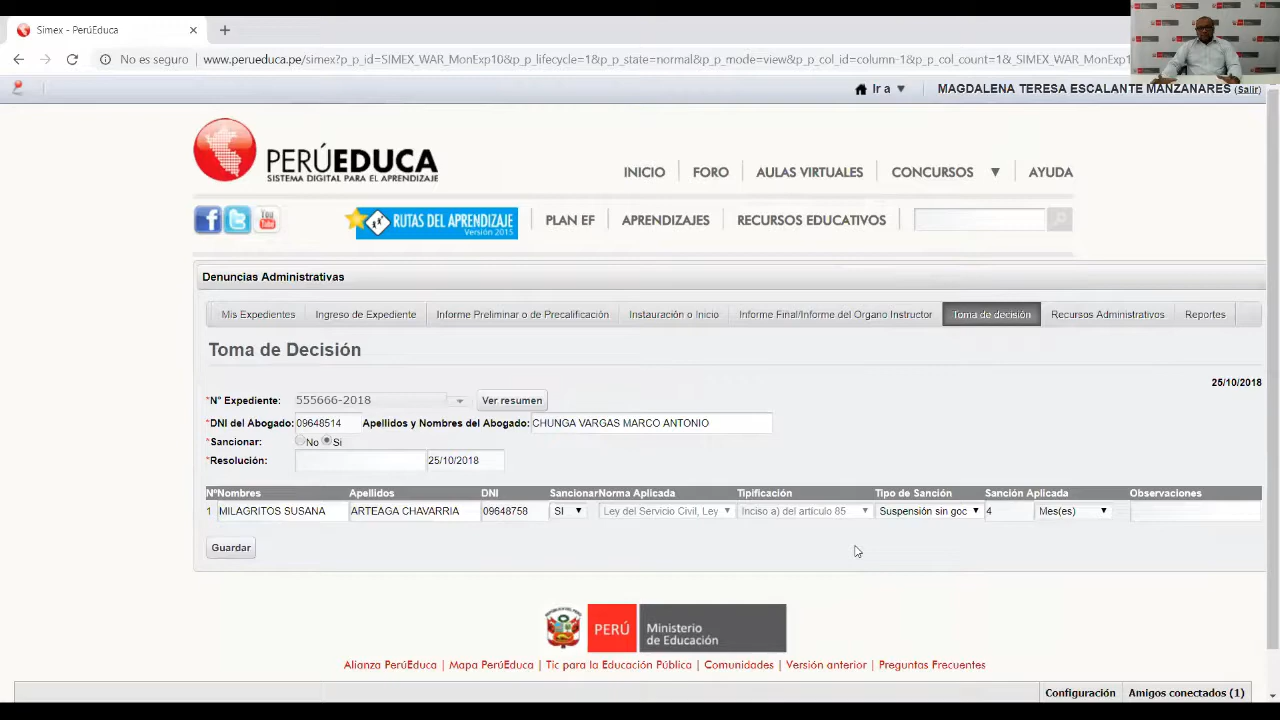 Simex - PerúEduca
No es seguro www.perueduca.pe/simex?p_p_id=SIMEX_WAR_MonExp10&p_p_lifecycle=1&p_p_state=normal&p_p_mode=view&p_p_col_id=column-1&p_p_col_count=1&_SIMEX_WAR_MonExp1
Ir a ▼ MAGDALENA TERESA ESCALANTE MANZANARES (Salir)
PERÚEDUCA
SISTEMA DIGITAL PARA EL APRENDIZAJE
INICIO FORO AULAS VIRTUALES CONCURSOS ▼ AYUDA
You Tube
RUTAS DEL APRENDIZAJE
Versión 2015
PLAN EF APRENDIZAJES RECURSOS EDUCATIVOS
Denuncias Administrativas
Mis Expedientes Ingreso de Expediente Informe Preliminar o de Precalificación Instauración o Inicio Informe Final/Informe del Organo Instructor Toma de decisión Recursos Administrativos Reportes
Toma de Decisión
25/10/2018
*N° Expediente: 555666-2018 Ver resumen
*DNI del Abogado: 09648514 Apellidos y Nombres del Abogado: CHUNGA VARGAS MARCO ANTONIO
*Sancionar: No Si
*Resolución: 25/10/2018
N° Nombres Apellidos DNI Sancionar Norma Aplicada Tipificación Tipo de Sanción Sanción Aplicada Observaciones
1 MILAGRITOS SUSANA ARTEAGA CHAVARRIA 09648758 SI Ley del Servicio Civil, Ley Inciso a) del artículo 85 Suspensión sin goc 4 Mes(es)
Guardar
PERÚ Ministerio
de Educación
Alianza PerúEduca | Mapa PerúEduca | Tic para la Educación Pública | Comunidades | Versión anterior | Preguntas Frecuentes
Configuración Amigos conectados (1)